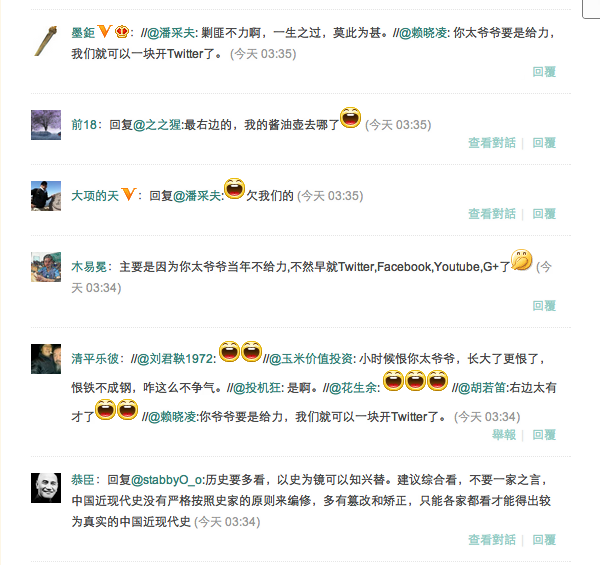 墨鉅：//@潘采夫: 剿匪不力啊，一生之过，莫此为甚。//@赖晓凌: 你太爷爷要是给力，
我们就可以一块开Twitter了。 (今天 03:35)
回覆
前18：回复@之之猩:最右边的，我的酱油壶去哪了 (今天 03:35)
查看對話 | 回覆
大项的天：回复@潘采夫:欠我们的 (今天 03:35)
查看對話 | 回覆
木易冕：主要是因为你太爷爷当年不给力,不然早就Twitter,Facebook,Youtube,G+了 (今
天 03:34)
回覆
清平乐彼：//@刘君鞅1972: //@玉米价值投资: 小时候恨你太爷爷，长大了更恨了，
恨铁不成钢，咋这么不争气。//@投机狂: 是啊。//@花生余: //@胡若笛:右边太有
才了 //@赖晓凌:你爷爷要是给力，我们就可以一块开Twitter了。 (今天 03:34)
舉報 | 回覆
恭臣：回复@stabbyO_o:历史要多看，以史为镜可以知兴替。建议综合看，不要一家之言，
中国近现代史没有严格按照史家的原则来编修，多有篡改和矫正，只能各家都看才能得出较
为真实的中国近现代史 (今天 03:34)
查看對話 | 回覆